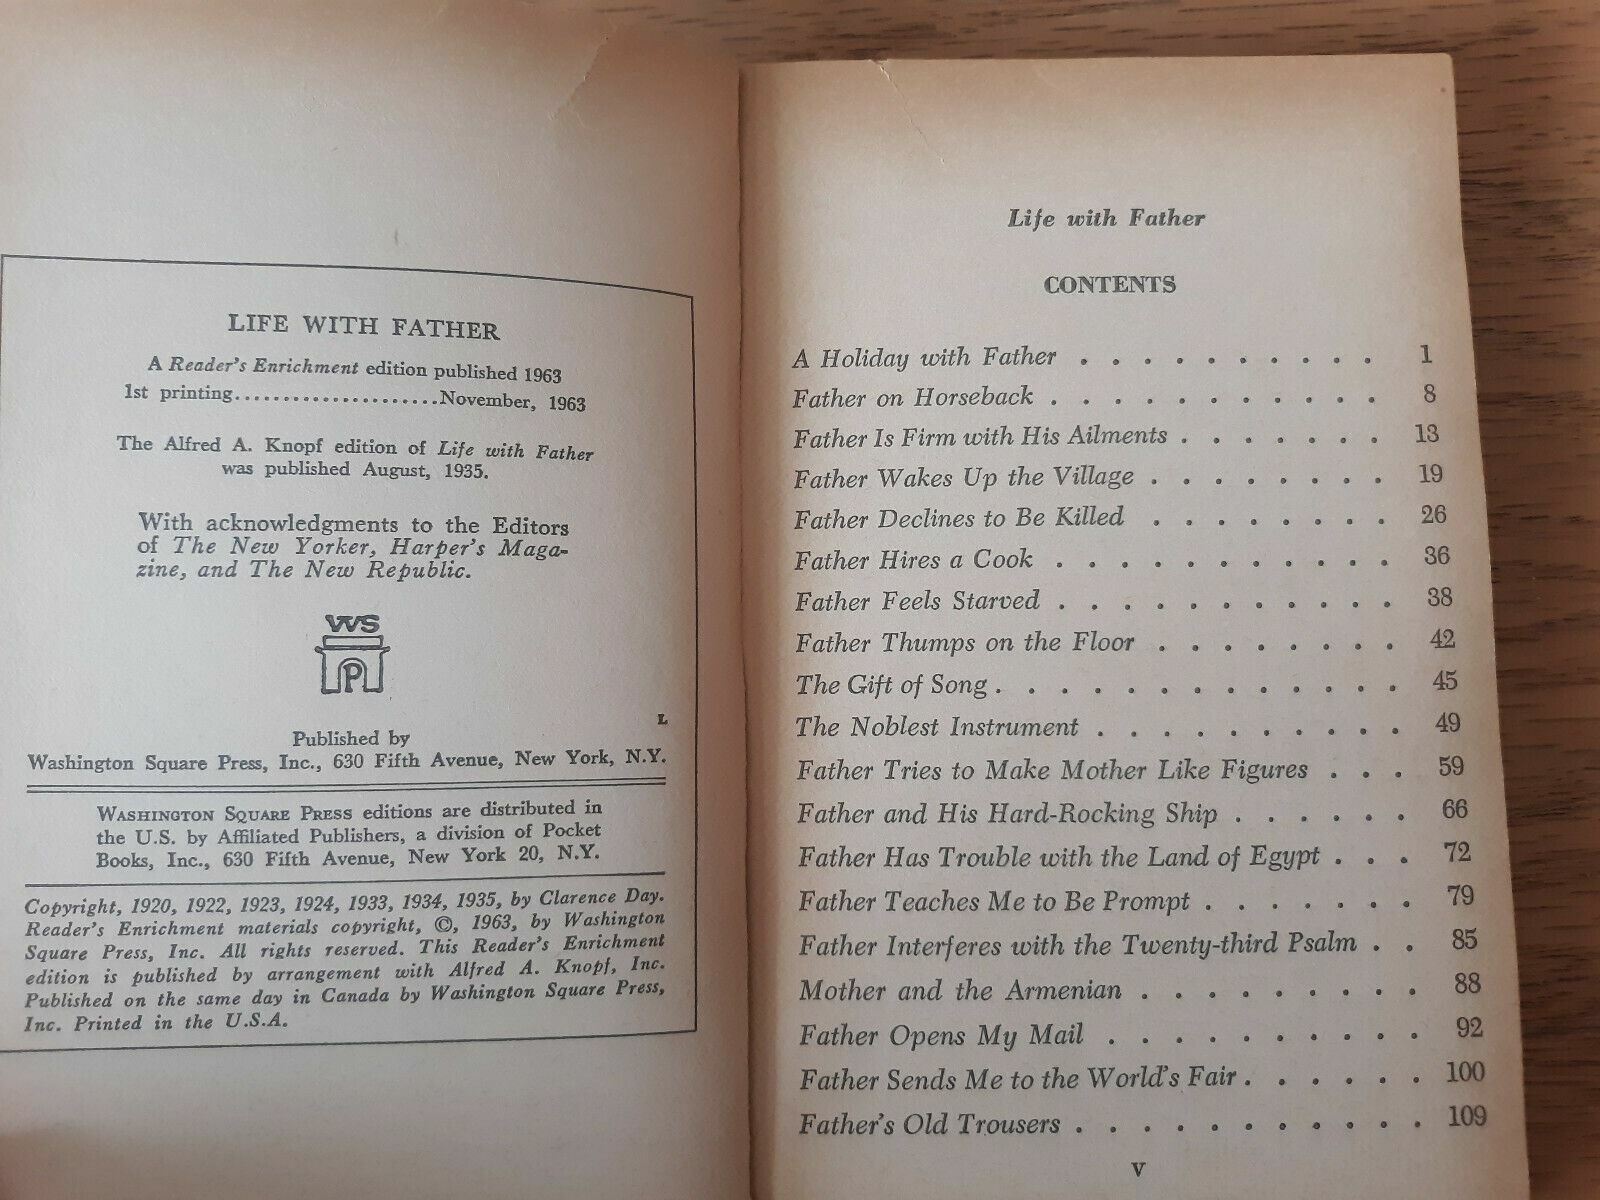 LIFE WITH FATHER
A Reader's Enrichment edition published 1963
1st printing.....................November, 1963
The Alfred A. Knopf edition of Life with Father
was published August, 1935.
With acknowledgments to the Editors
of The New Yorker, Harper's Maga-
zine, and The New Republic.
WS
P
L
Published by
Washington Square Press, Inc., 630 Fifth Avenue, New York, N.Y.
WASHINGTON SQUARE PRESS editions are distributed in
the U.S. by Affiliated Publishers, a division of Pocket
Books, Inc., 630 Fifth Avenue, New York 20, N.Y.
Copyright, 1920, 1922, 1923, 1924, 1933, 1934, 1935, by Clarence Day.
Reader's Enrichment materials copyright, ©, 1963, by Washington
Square Press, Inc. All rights reserved. This Reader's Enrichment
edition is published by arrangement with Alfred A. Knopf, Inc.
Published on the same day in Canada by Washington Square Press,
Inc. Printed in the U.S.A.
Life with Father
CONTENTS
A Holiday with Father . . . . . . . . . . 1
Father on Horseback . . . . . . . . . . . 8
Father Is Firm with His Ailments . . . . . . . 13
Father Wakes Up the Village . . . . . . . . 19
Father Declines to Be Killed . . . . . . . . 26
Father Hires a Cook . . . . . . . . . . . 36
Father Feels Starved . . . . . . . . . . . 38
Father Thumps on the Floor . . . . . . . . 42
The Gift of Song . . . . . . . . . . . . . 45
The Noblest Instrument . . . . . . . . . . 49
Father Tries to Make Mother Like Figures . . . 59
Father and His Hard-Rocking Ship . . . . . . 66
Father Has Trouble with the Land of Egypt . . . 72
Father Teaches Me to Be Prompt . . . . . . . 79
Father Interferes with the Twenty-third Psalm . . 85
Mother and the Armenian . . . . . . . . . 88
Father Opens My Mail . . . . . . . . . . 92
Father Sends Me to the World's Fair . . . . . . 100
Father's Old Trousers . . . . . . . . . . . 109
V